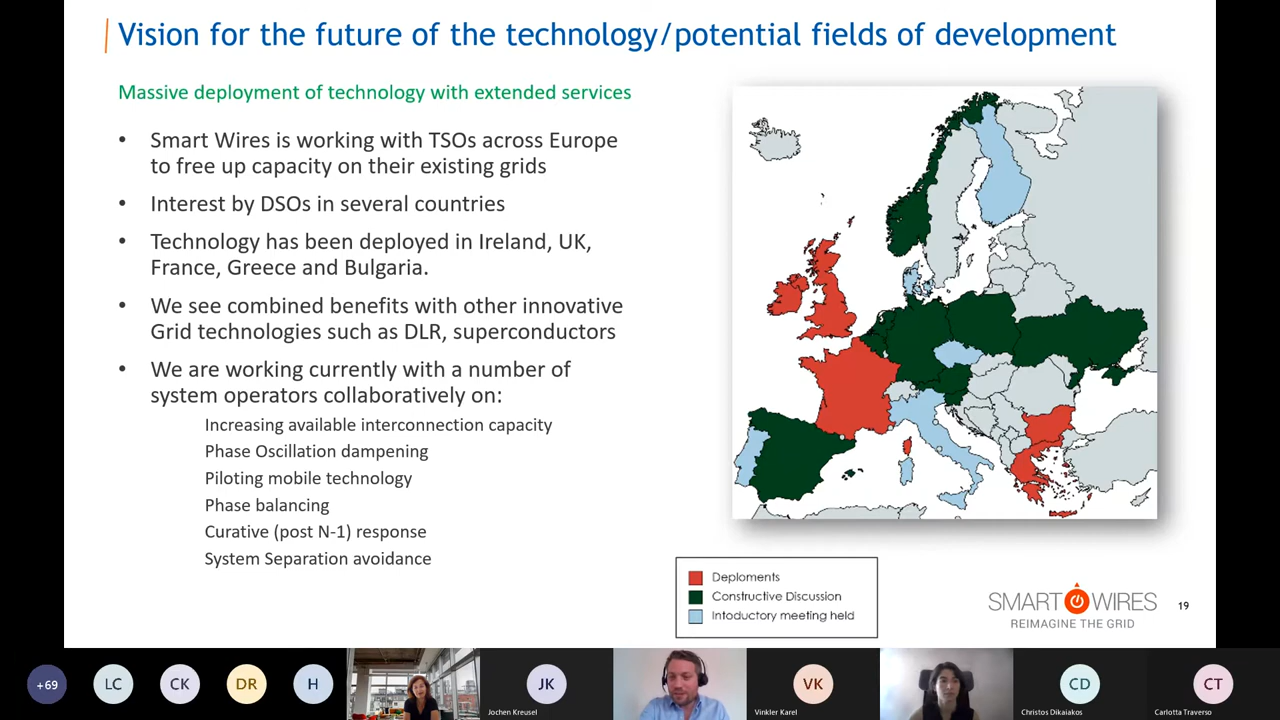 Vision for the future of the technology/potential fields of development
Massive deployment of technology with extended services
• Smart Wires is working with TSOs across Europe
to free up capacity on their existing grids
• Interest by DSOs in several countries
• Technology has been deployed in Ireland, UK,
France, Greece and Bulgaria.
• We see combined benefits with other innovative
Grid technologies such as DLR, superconductors
• We are working currently with a number of
system operators collaboratively on:
Increasing available interconnection capacity
Phase Oscillation dampening
Piloting mobile technology
Phase balancing
Curative (post N-1) response
System Separation avoidance
Deploments
Constructive Discussion
Intoductory meeting held
SMART WIRES
REIMAGINE THE GRID
19
+69
LC
CK
DR
H
JK
Jochen Kreusel
VK
Vinkler Karel
CD
Christos Dikaiakos
CT
Carlotta Traverso